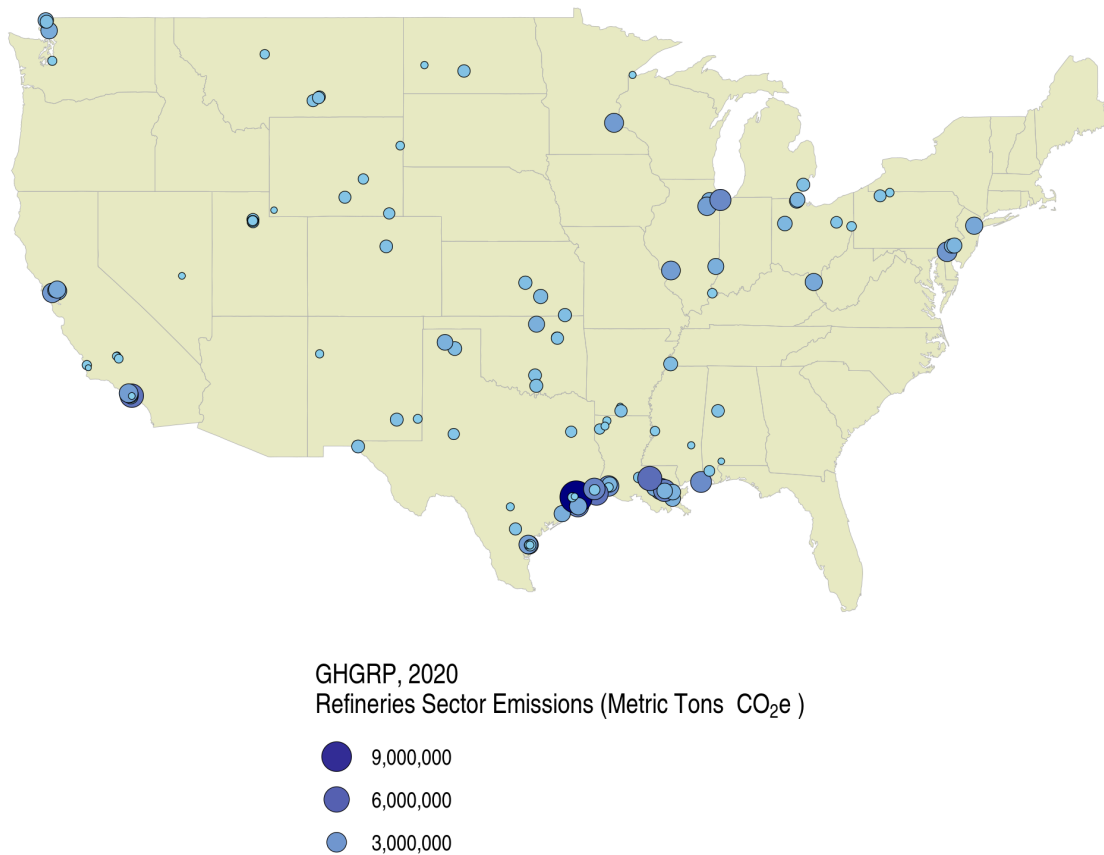 GHGRP, 2020
Refineries Sector Emissions (Metric Tons CO₂e )
9,000,000
6,000,000
3,000,000